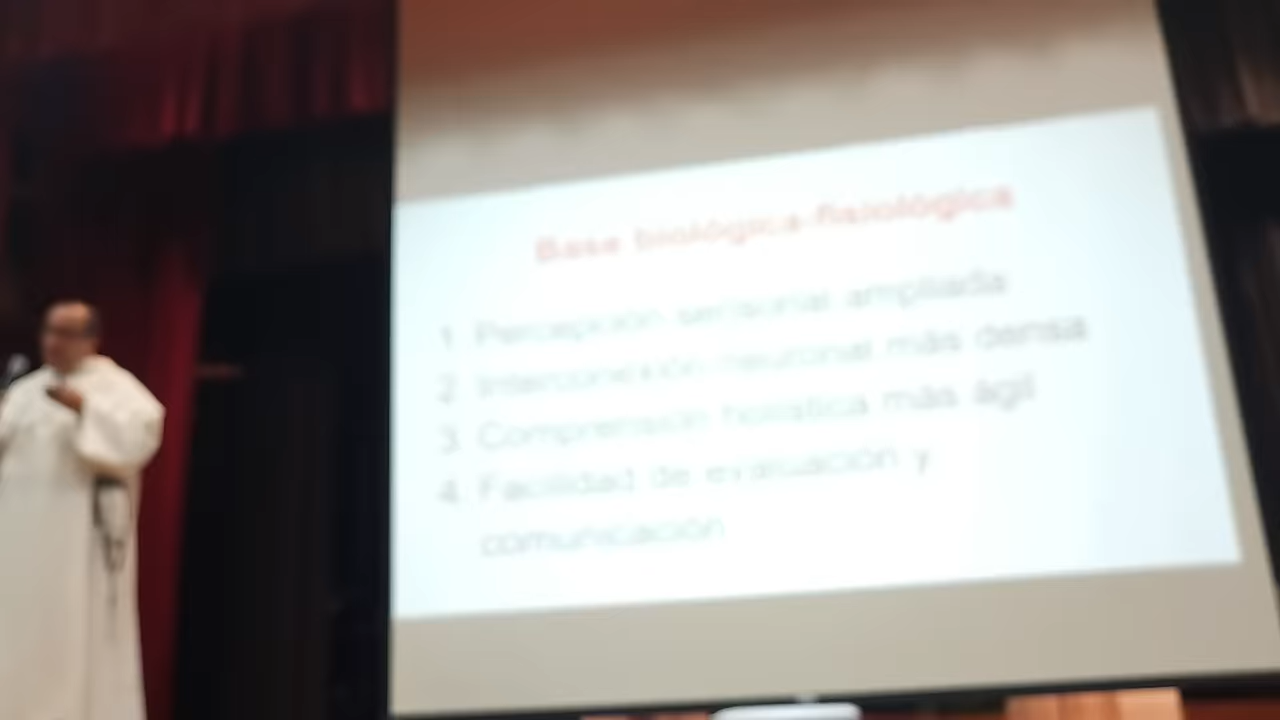 Base biológica-fisiológica
1. Percepción sensorial ampliada
2. Interconexión neuronal más densa
3. Comprensión holística más ágil
4. Facilidad de evaluación y
comunicación